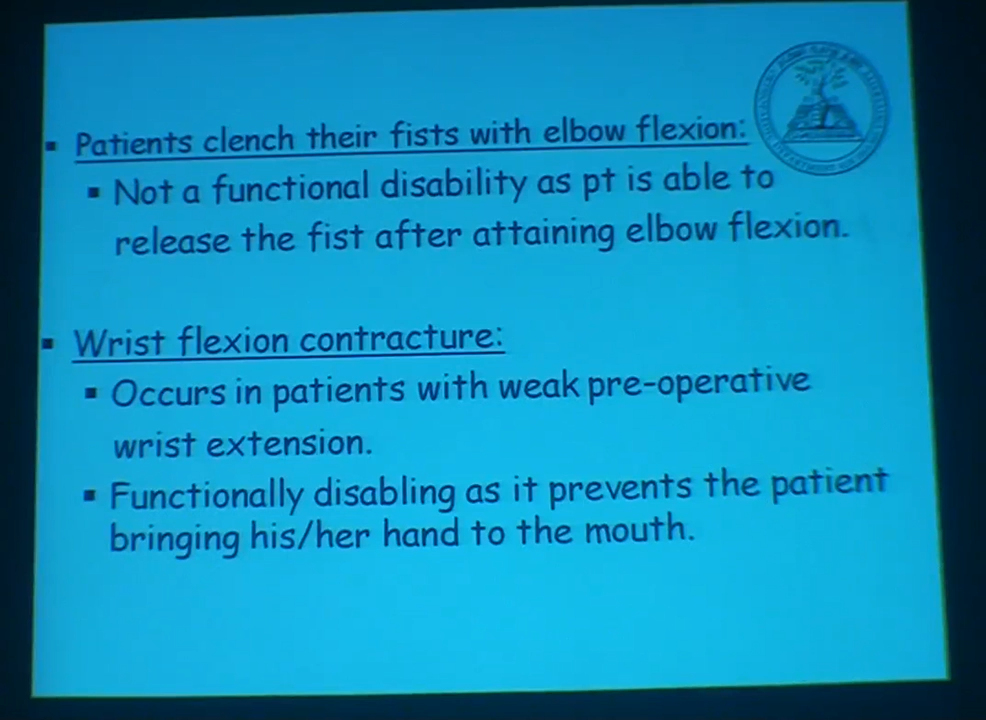 ▪ Patients clench their fists with elbow flexion:
▪ Not a functional disability as pt is able to
release the fist after attaining elbow flexion.
▪ Wrist flexion contracture:
▪ Occurs in patients with weak pre-operative
wrist extension.
▪ Functionally disabling as it prevents the patient
bringing his/her hand to the mouth.